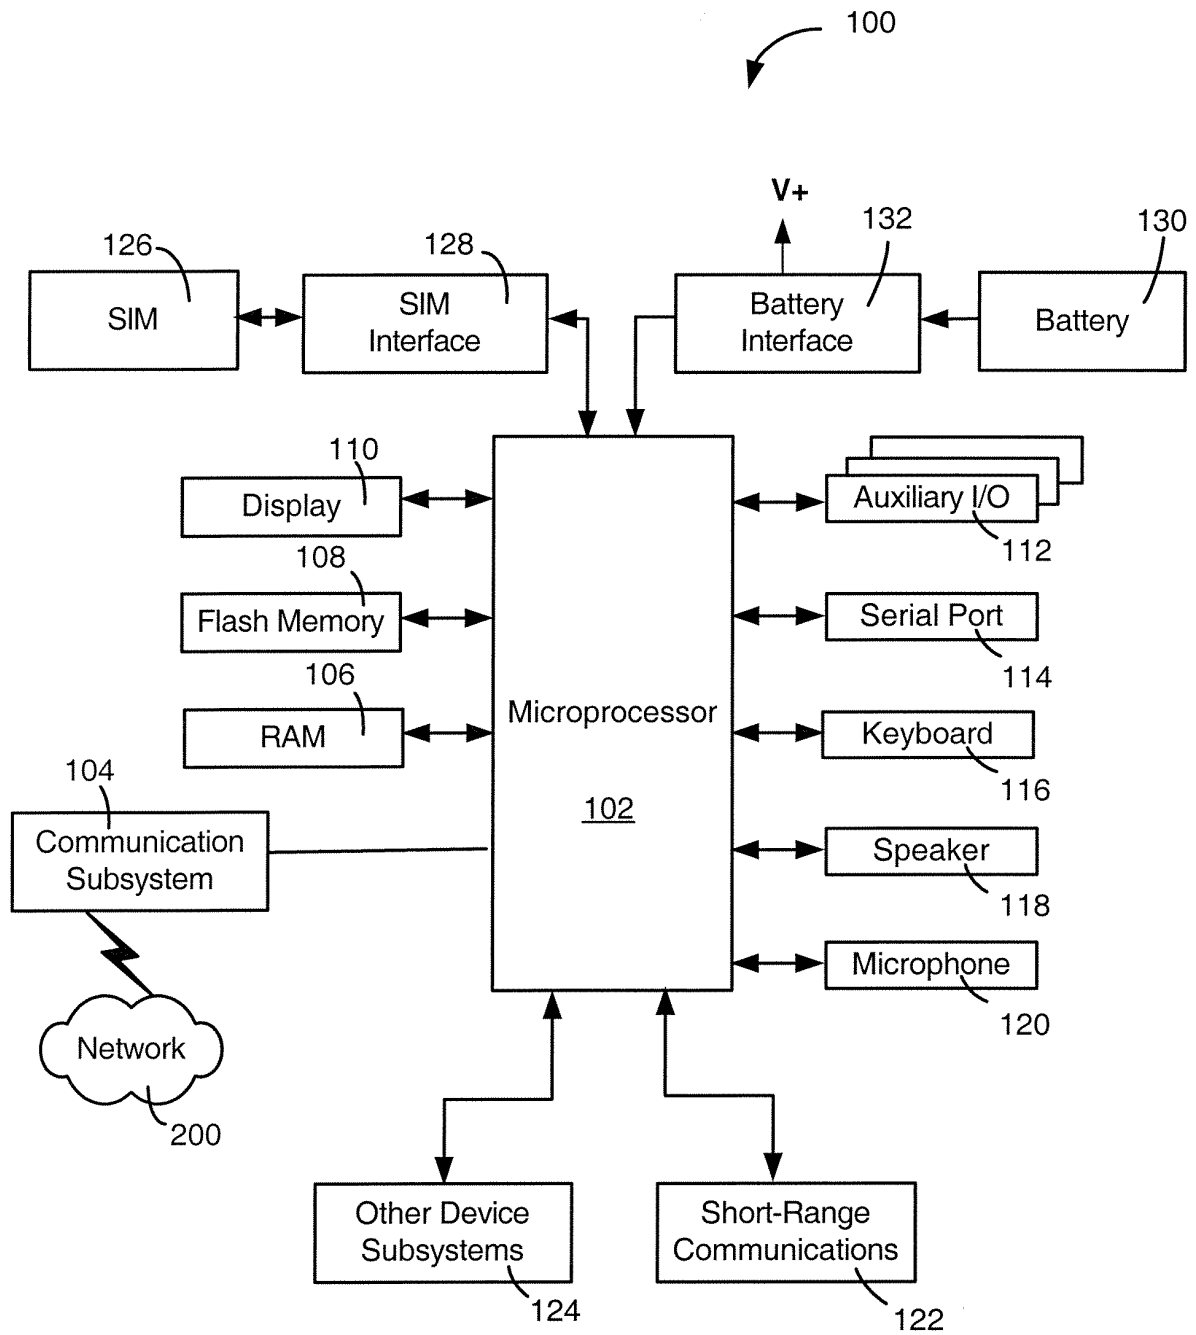 100
V+
126
128
132
130
SIM
SIM
Interface
Battery
Interface
Battery
110
Display
Auxiliary I/O
112
108
Flash Memory
Serial Port
114
106
RAM
Microprocessor
Keyboard
116
104
102
Communication
Subsystem
Speaker
118
Microphone
120
Network
200
Other Device
Subsystems
124
Short-Range
Communications
122